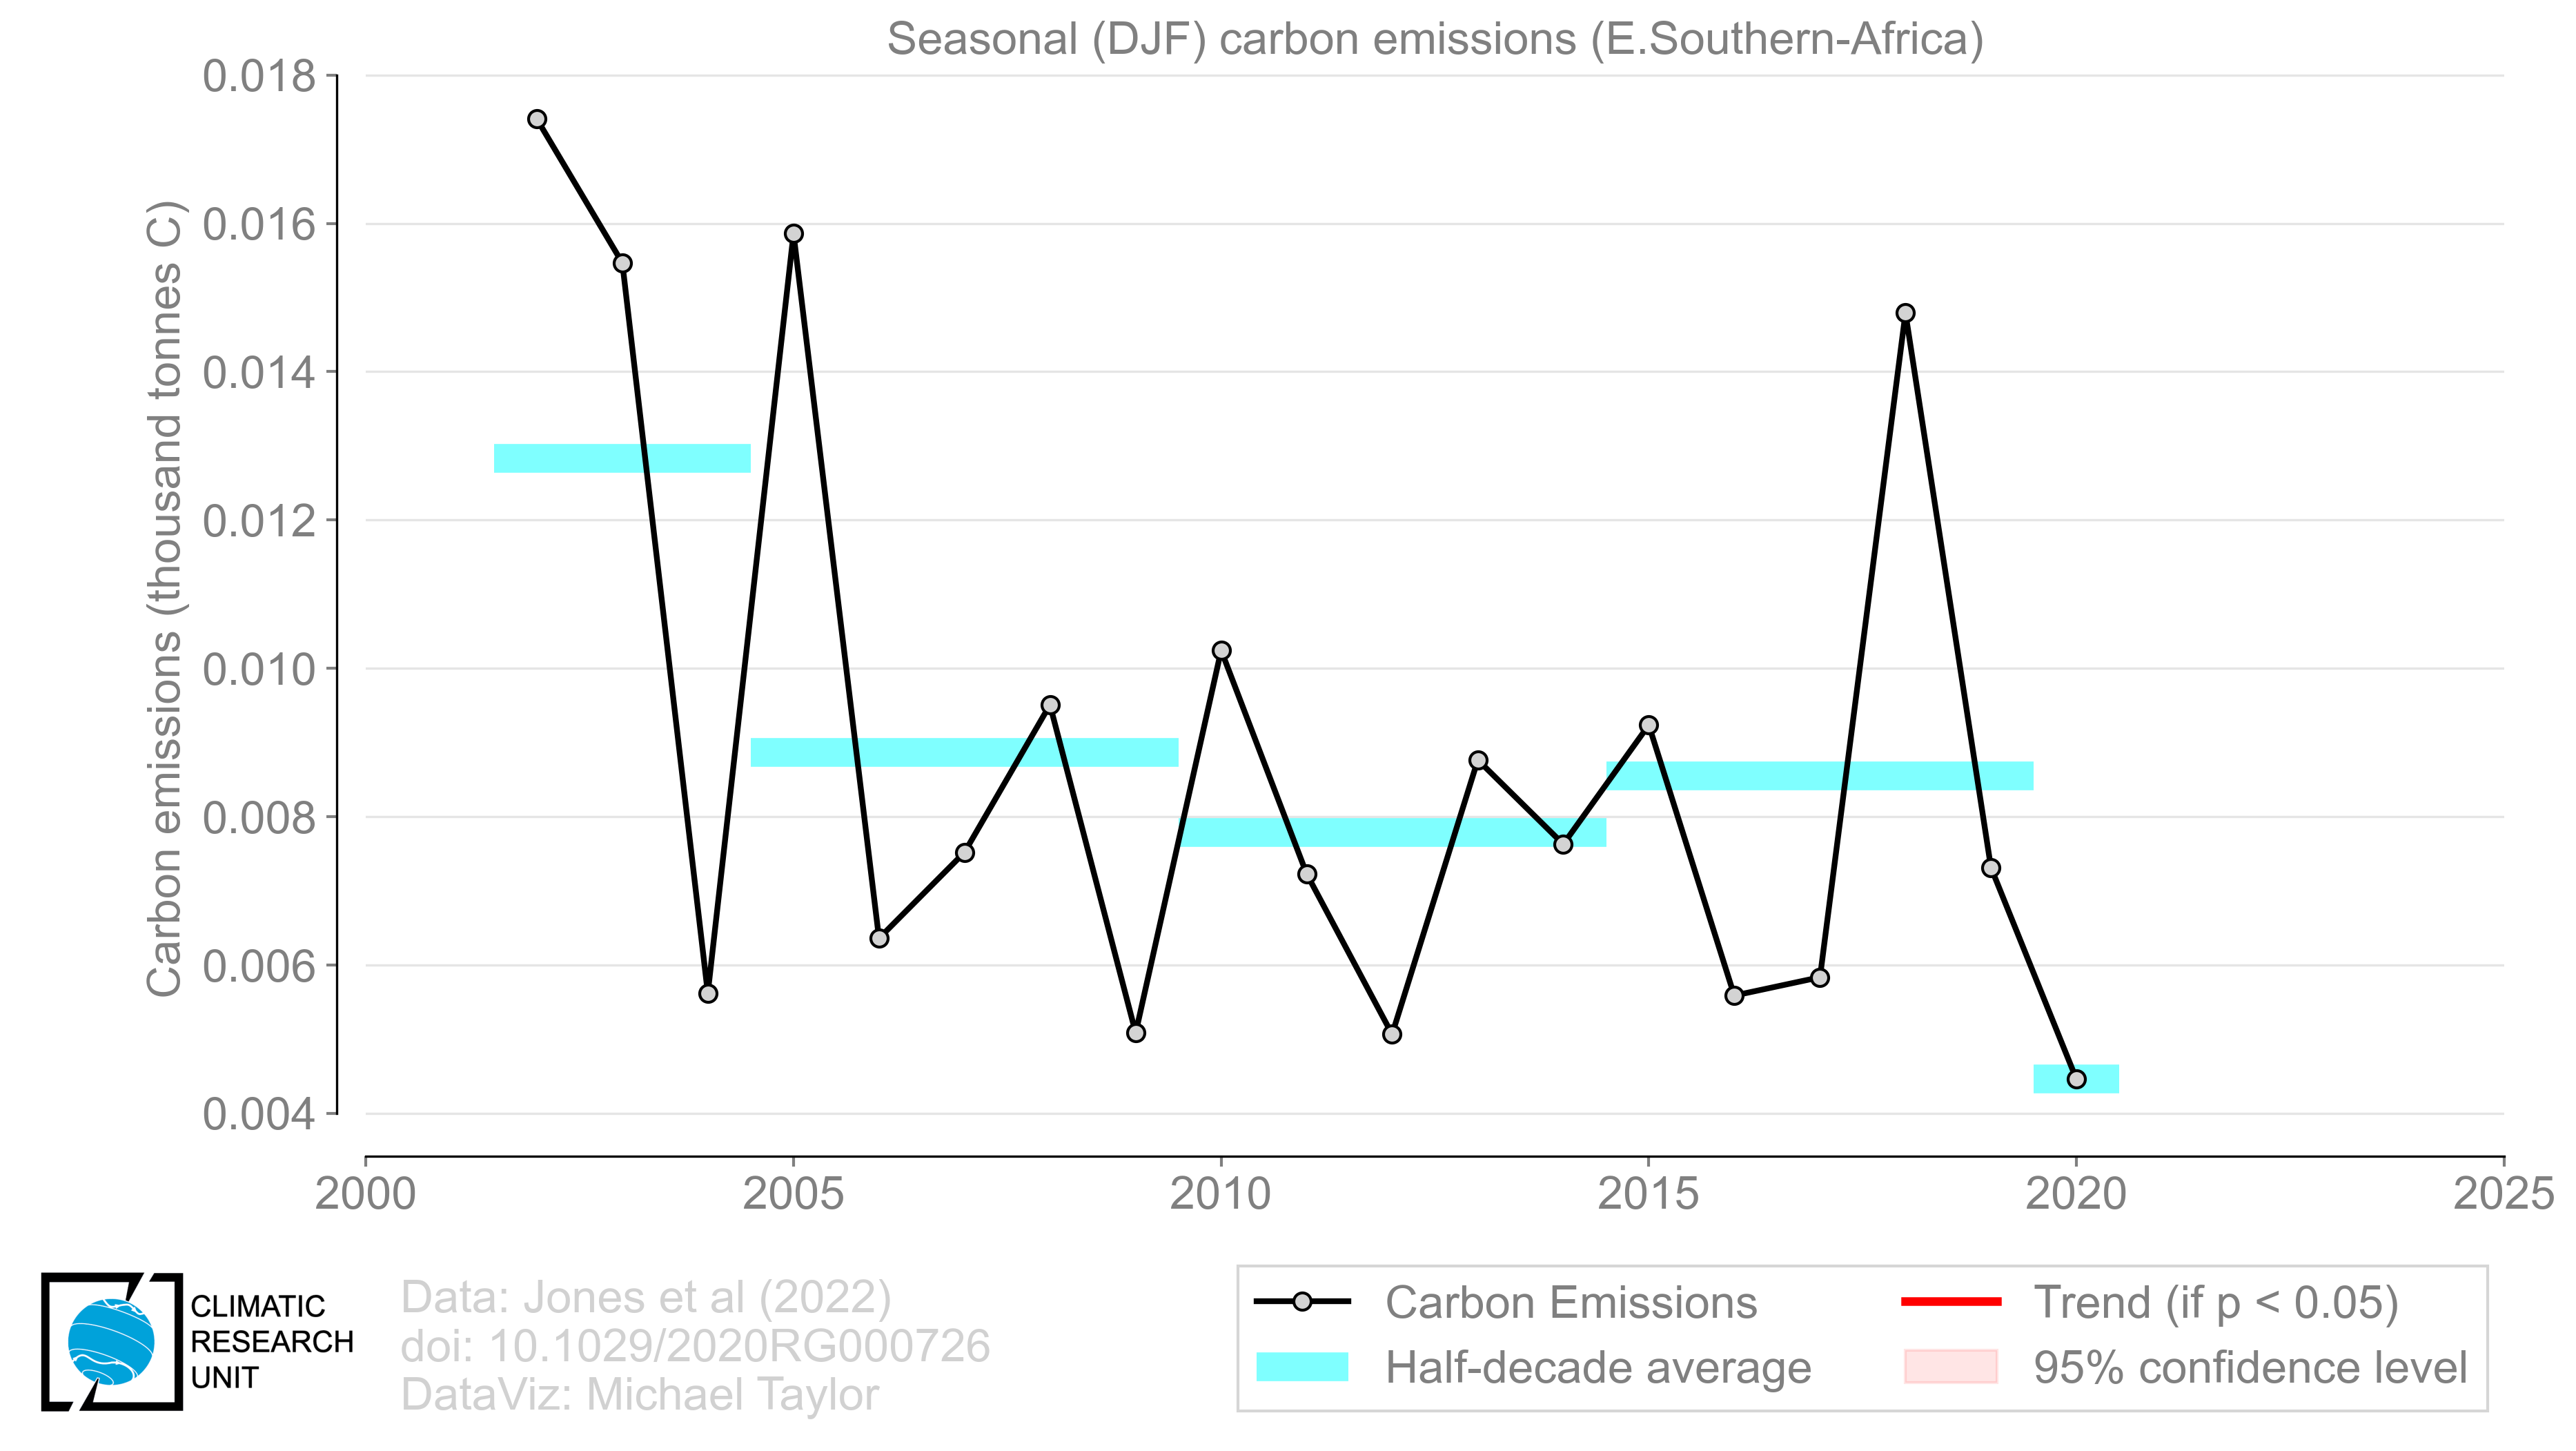 Seasonal (DJF) carbon emissions (E.Southern-Africa)
Carbon emissions (thousand tonnes C)
0.018
0.016
0.014
0.012
0.010
0.008
0.006
0.004
2000 2005 2010 2015 2020 2025
CLIMATIC
RESEARCH
UNIT
Data: Jones et al (2022)
doi: 10.1029/2020RG000726
DataViz: Michael Taylor
Carbon Emissions
Half-decade average
Trend (if p < 0.05)
95% confidence level